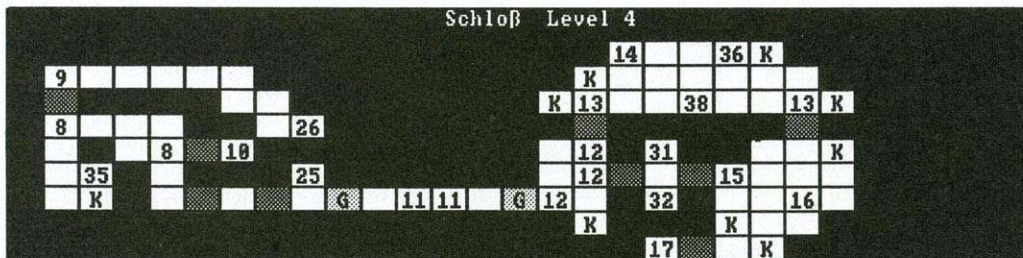 Schloß Level 4
14 36 K
9 K
K 13 38 13 K
8 26
8 10 12 31 K
35 25 12 15
K G 11 11 G 12 32 16
K K
17 K